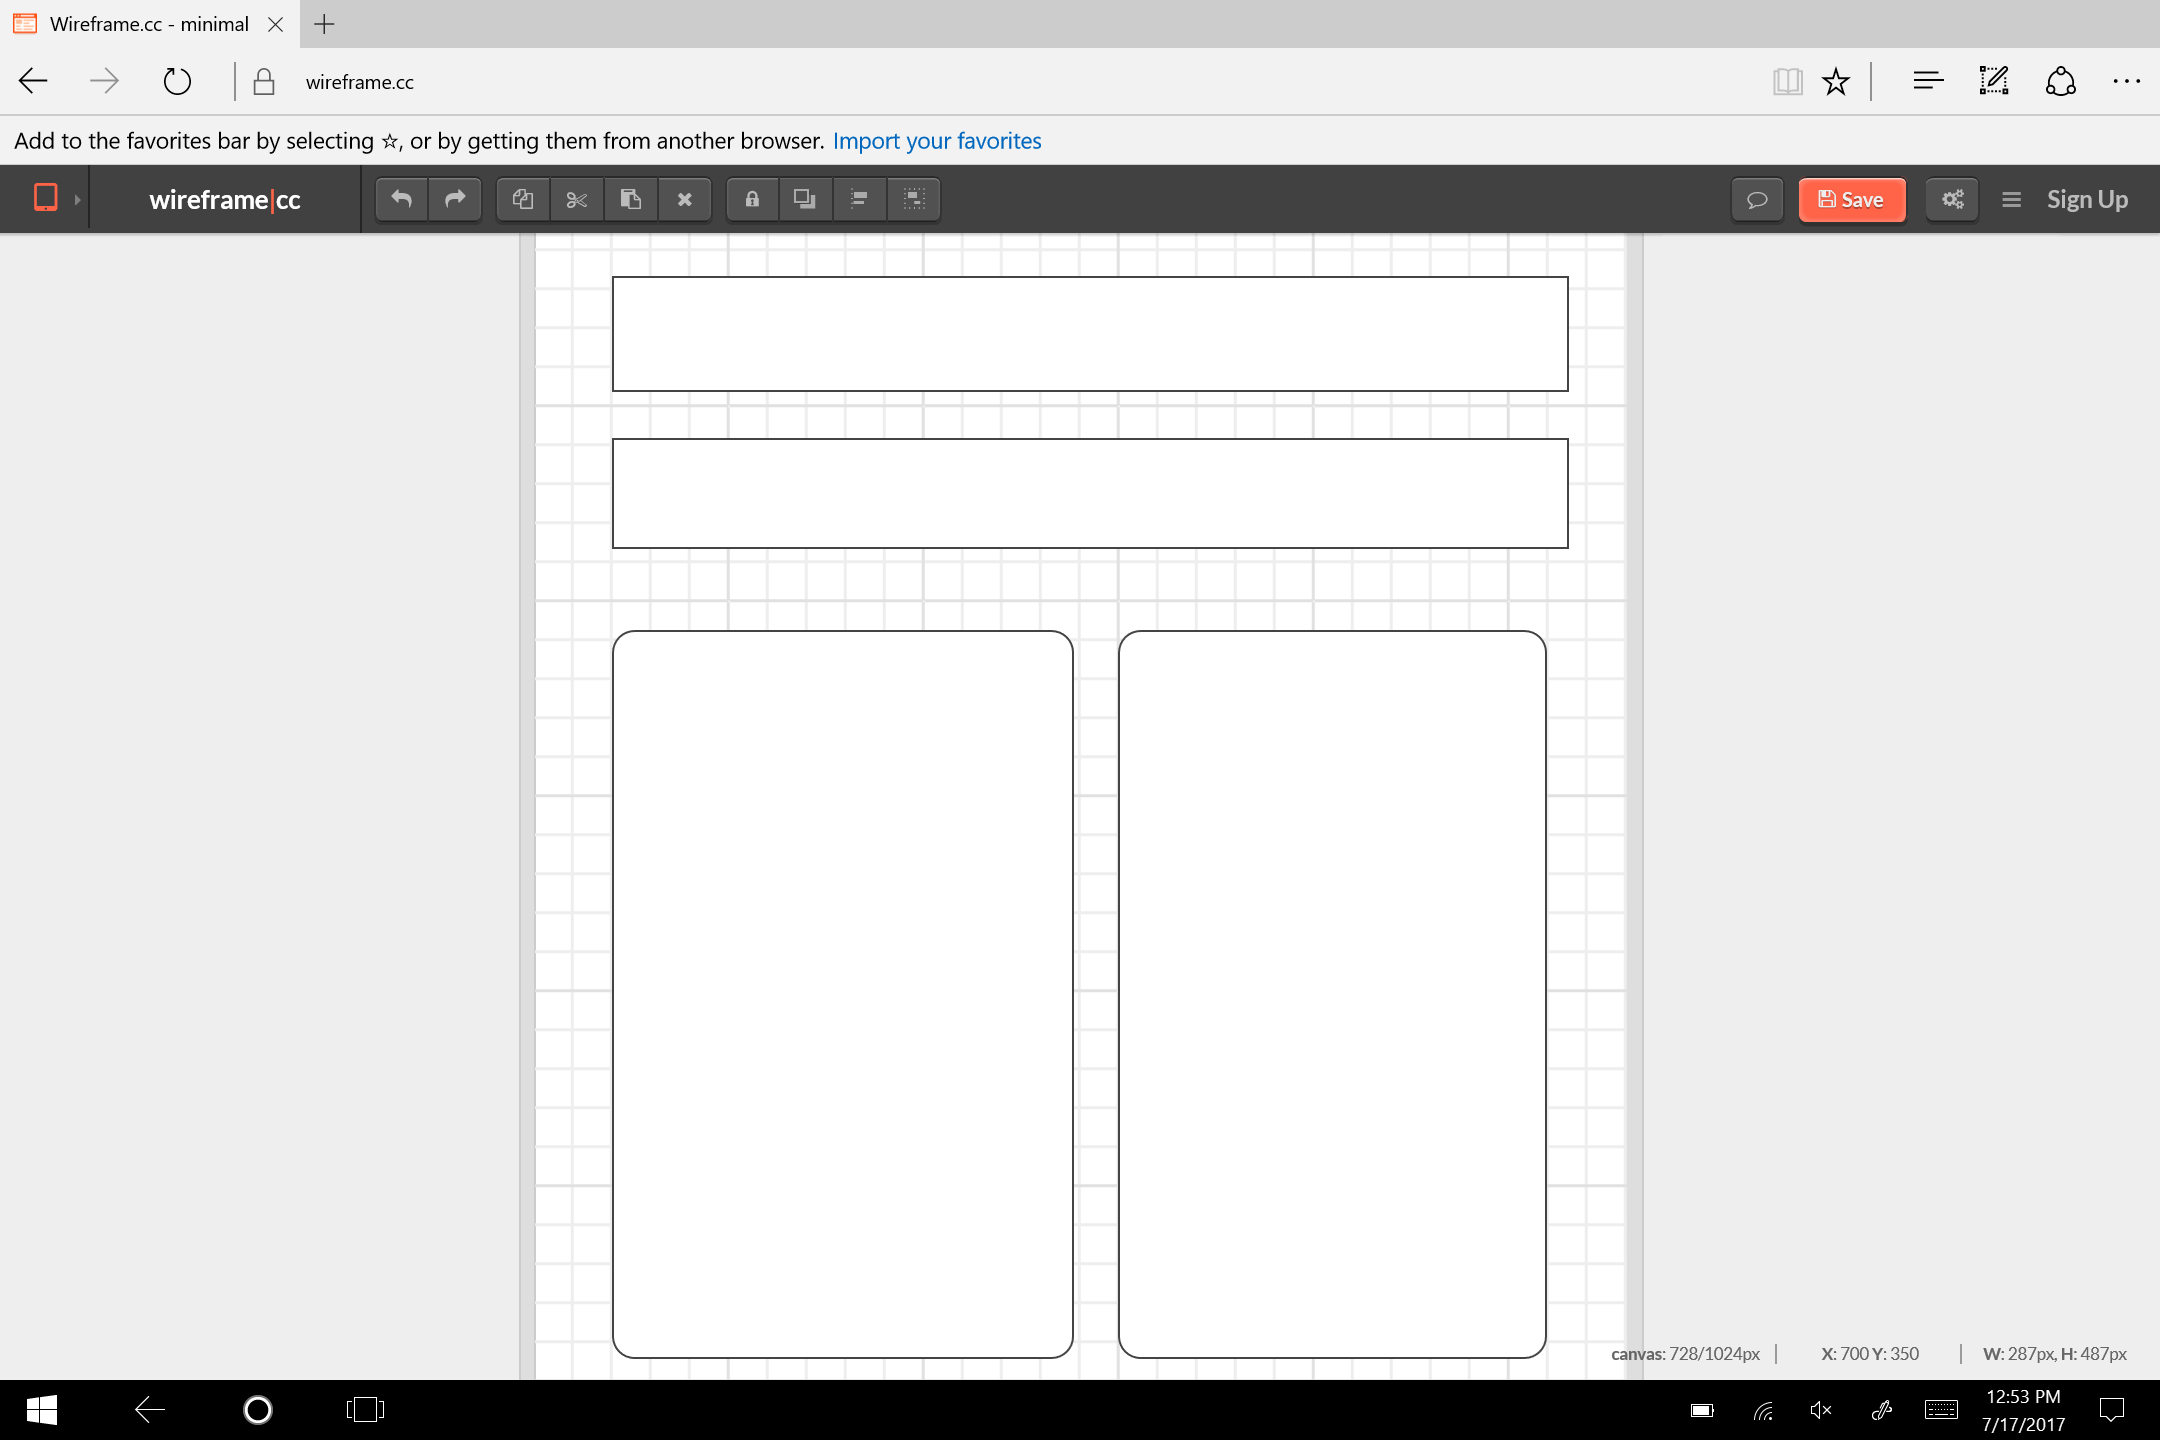 Wireframe.cc - minimal
wireframe.cc
Add to the favorites bar by selecting ☆, or by getting them from another browser. Import your favorites
wireframe|cc
Save
Sign Up
canvas: 728/1024px | X: 700 Y: 350 | W: 287px, H: 487px
12:53 PM
7/17/2017